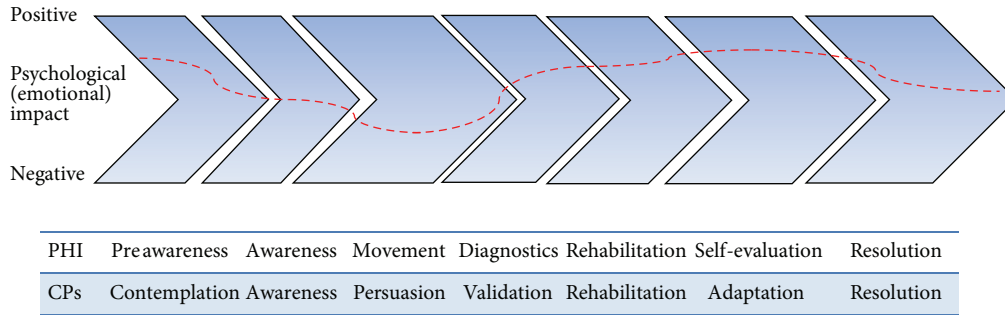 Positive
Psychological
(emotional)
impact
Negative
PHI Preawareness Awareness Movement Diagnostics Rehabilitation Self-evaluation Resolution
CPs Contemplation Awareness Persuasion Validation Rehabilitation Adaptation Resolution